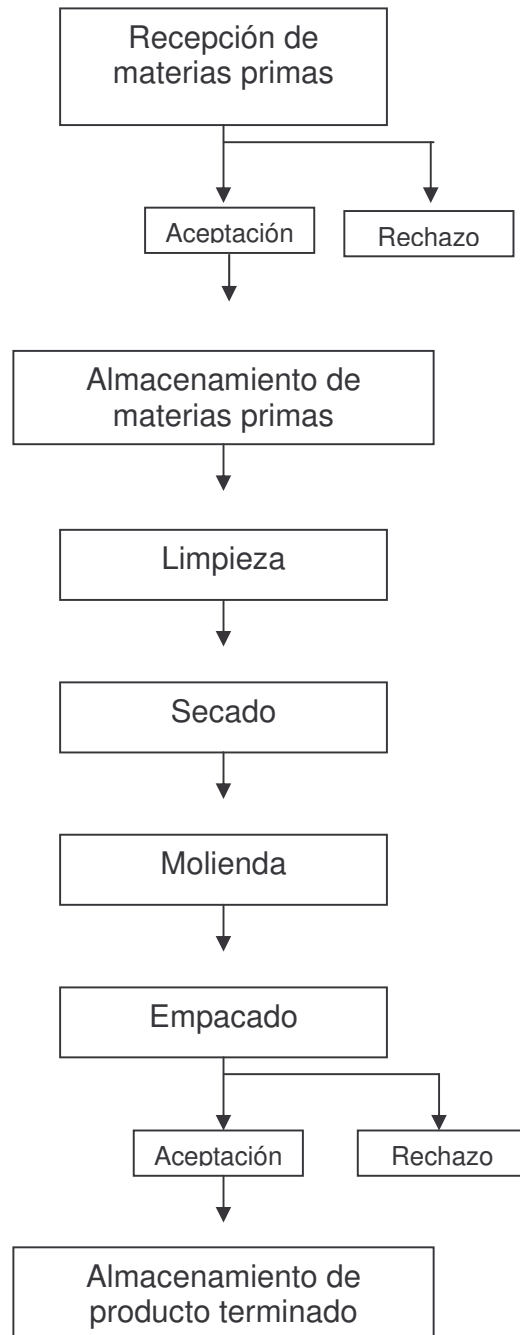 Recepción de
materias primas
Aceptación
Rechazo
Almacenamiento de
materias primas
Limpieza
Secado
Molienda
Empacado
Aceptación
Rechazo
Almacenamiento de
producto terminado